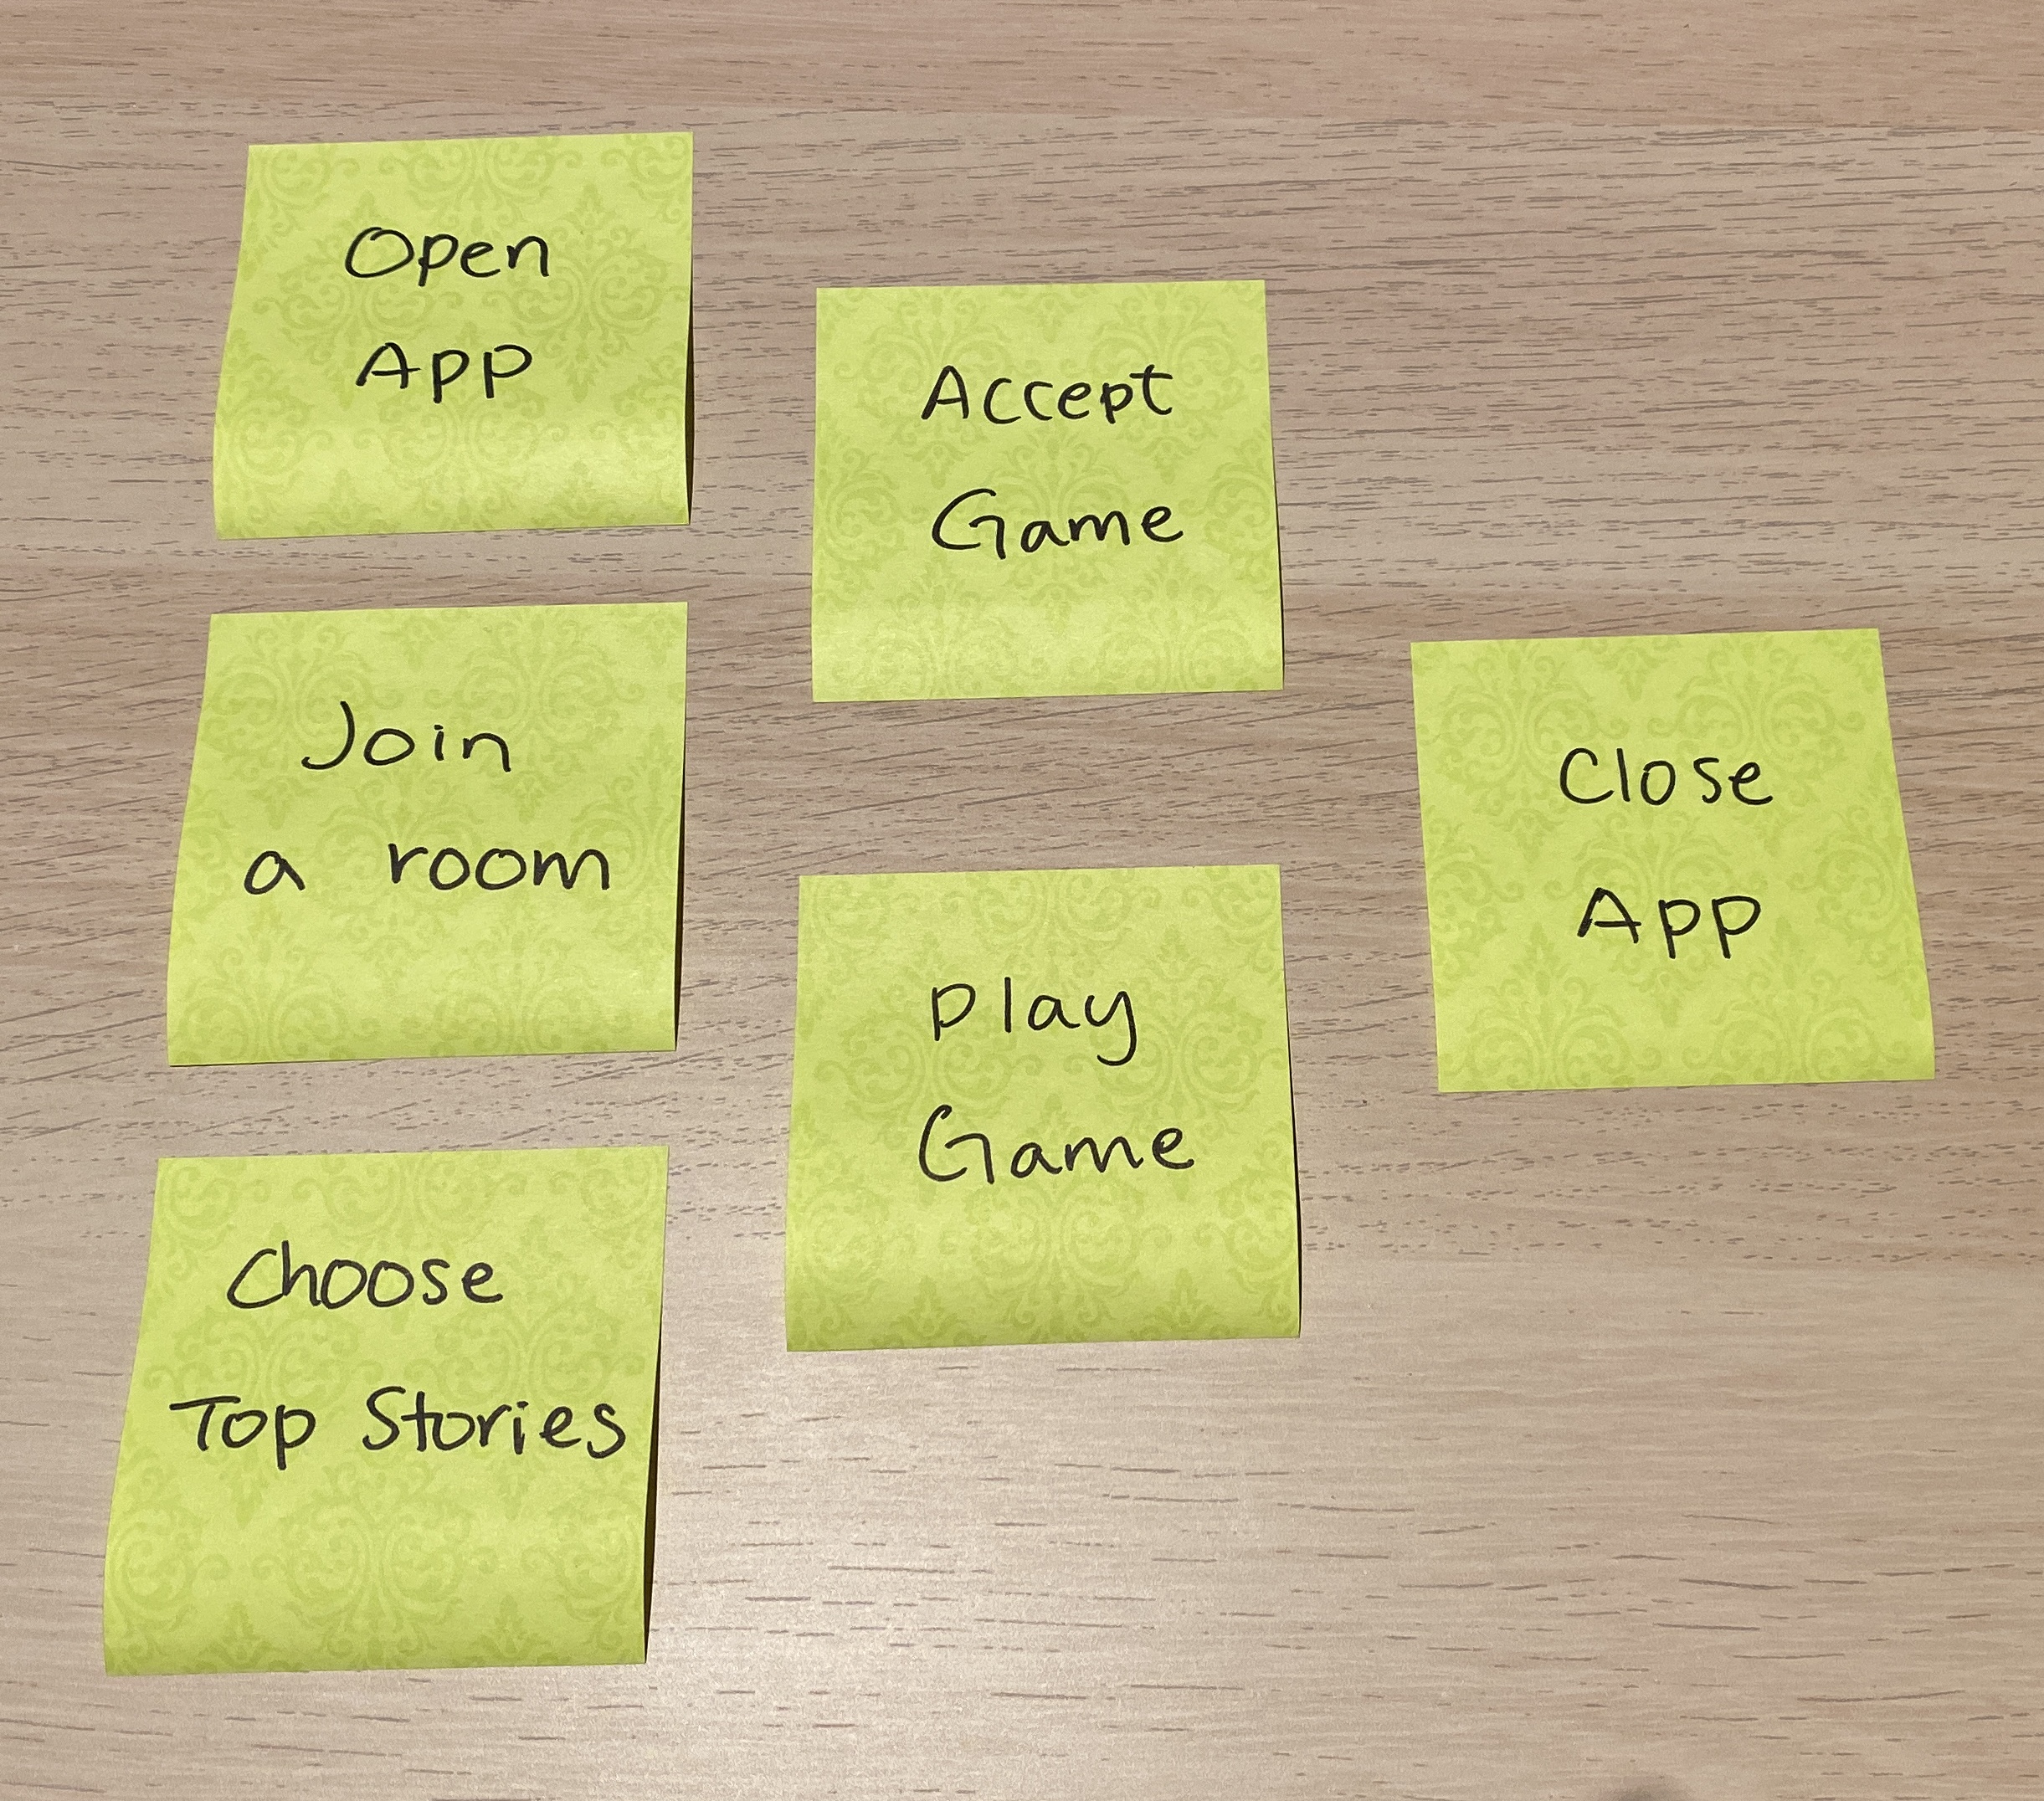 Open
App
Join
a room
Choose
Top Stories
Accept
Game
Play
Game
Close
App